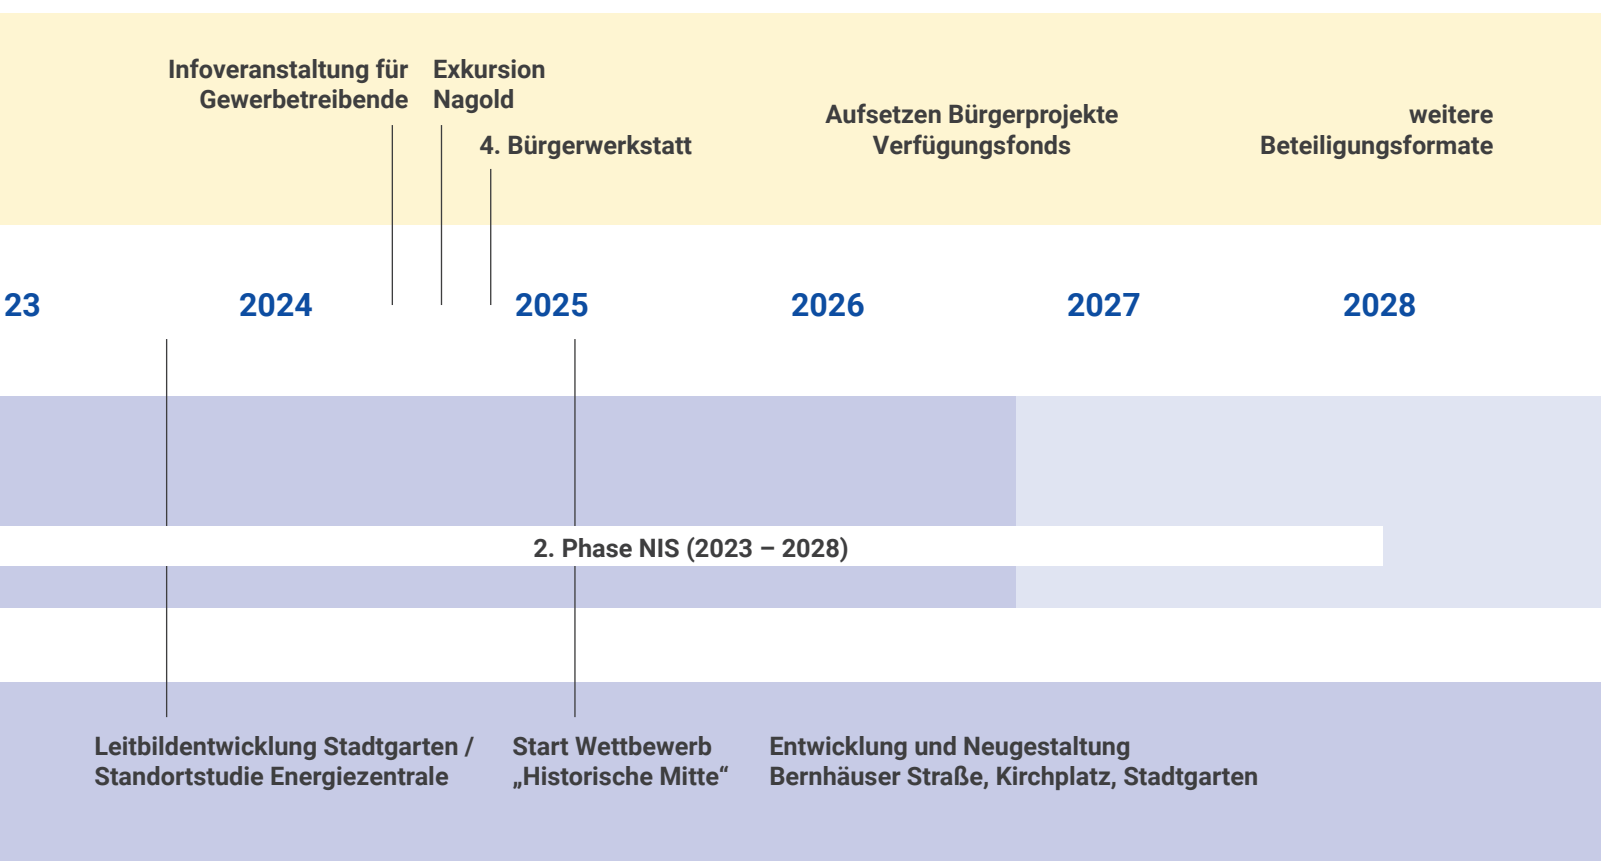 Infoveranstaltung für
Gewerbetreibende
Exkursion
Nagold
4. Bürgerwerkstatt
Aufsetzen Bürgerprojekte
Verfügungsfonds
weitere
Beteiligungsformate
23
2024
2025
2026
2027
2028
2. Phase NIS (2023 – 2028)
Leitbildentwicklung Stadtgarten /
Standortstudie Energiezentrale
Start Wettbewerb
„Historische Mitte“
Entwicklung und Neugestaltung
Bernhäuser Straße, Kirchplatz, Stadtgarten